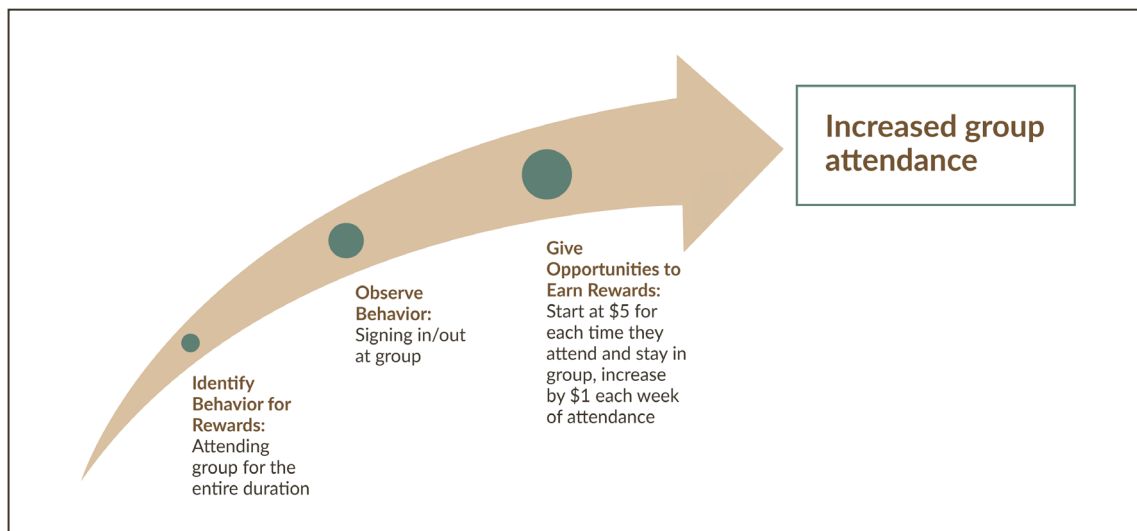 Increased group
attendance
Give
Opportunities to
Earn Rewards:
Start at $5 for
each time they
attend and stay in
group, increase
by $1 each week
of attendance
Observe
Behavior:
Signing in/out
at group
Identify
Behavior for
Rewards:
Attending
group for the
entire duration